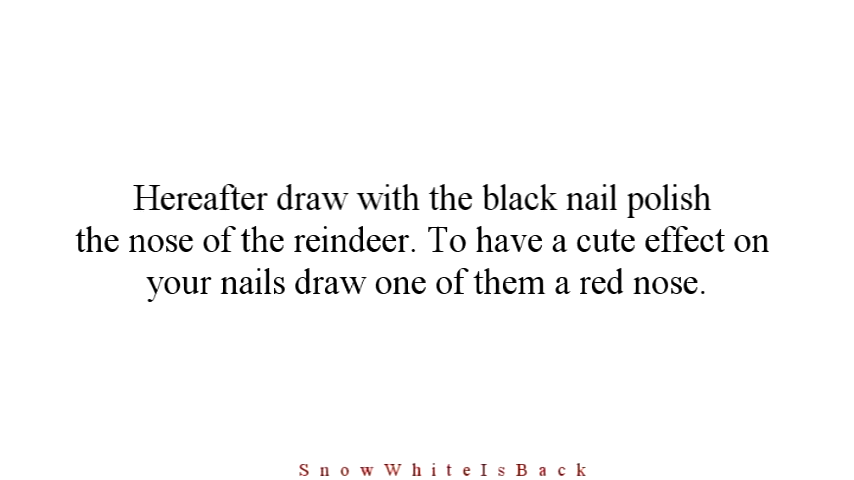 Hereafter draw with the black nail polish
the nose of the reindeer. To have a cute effect on
your nails draw one of them a red nose.
SnowWhiteIsBack